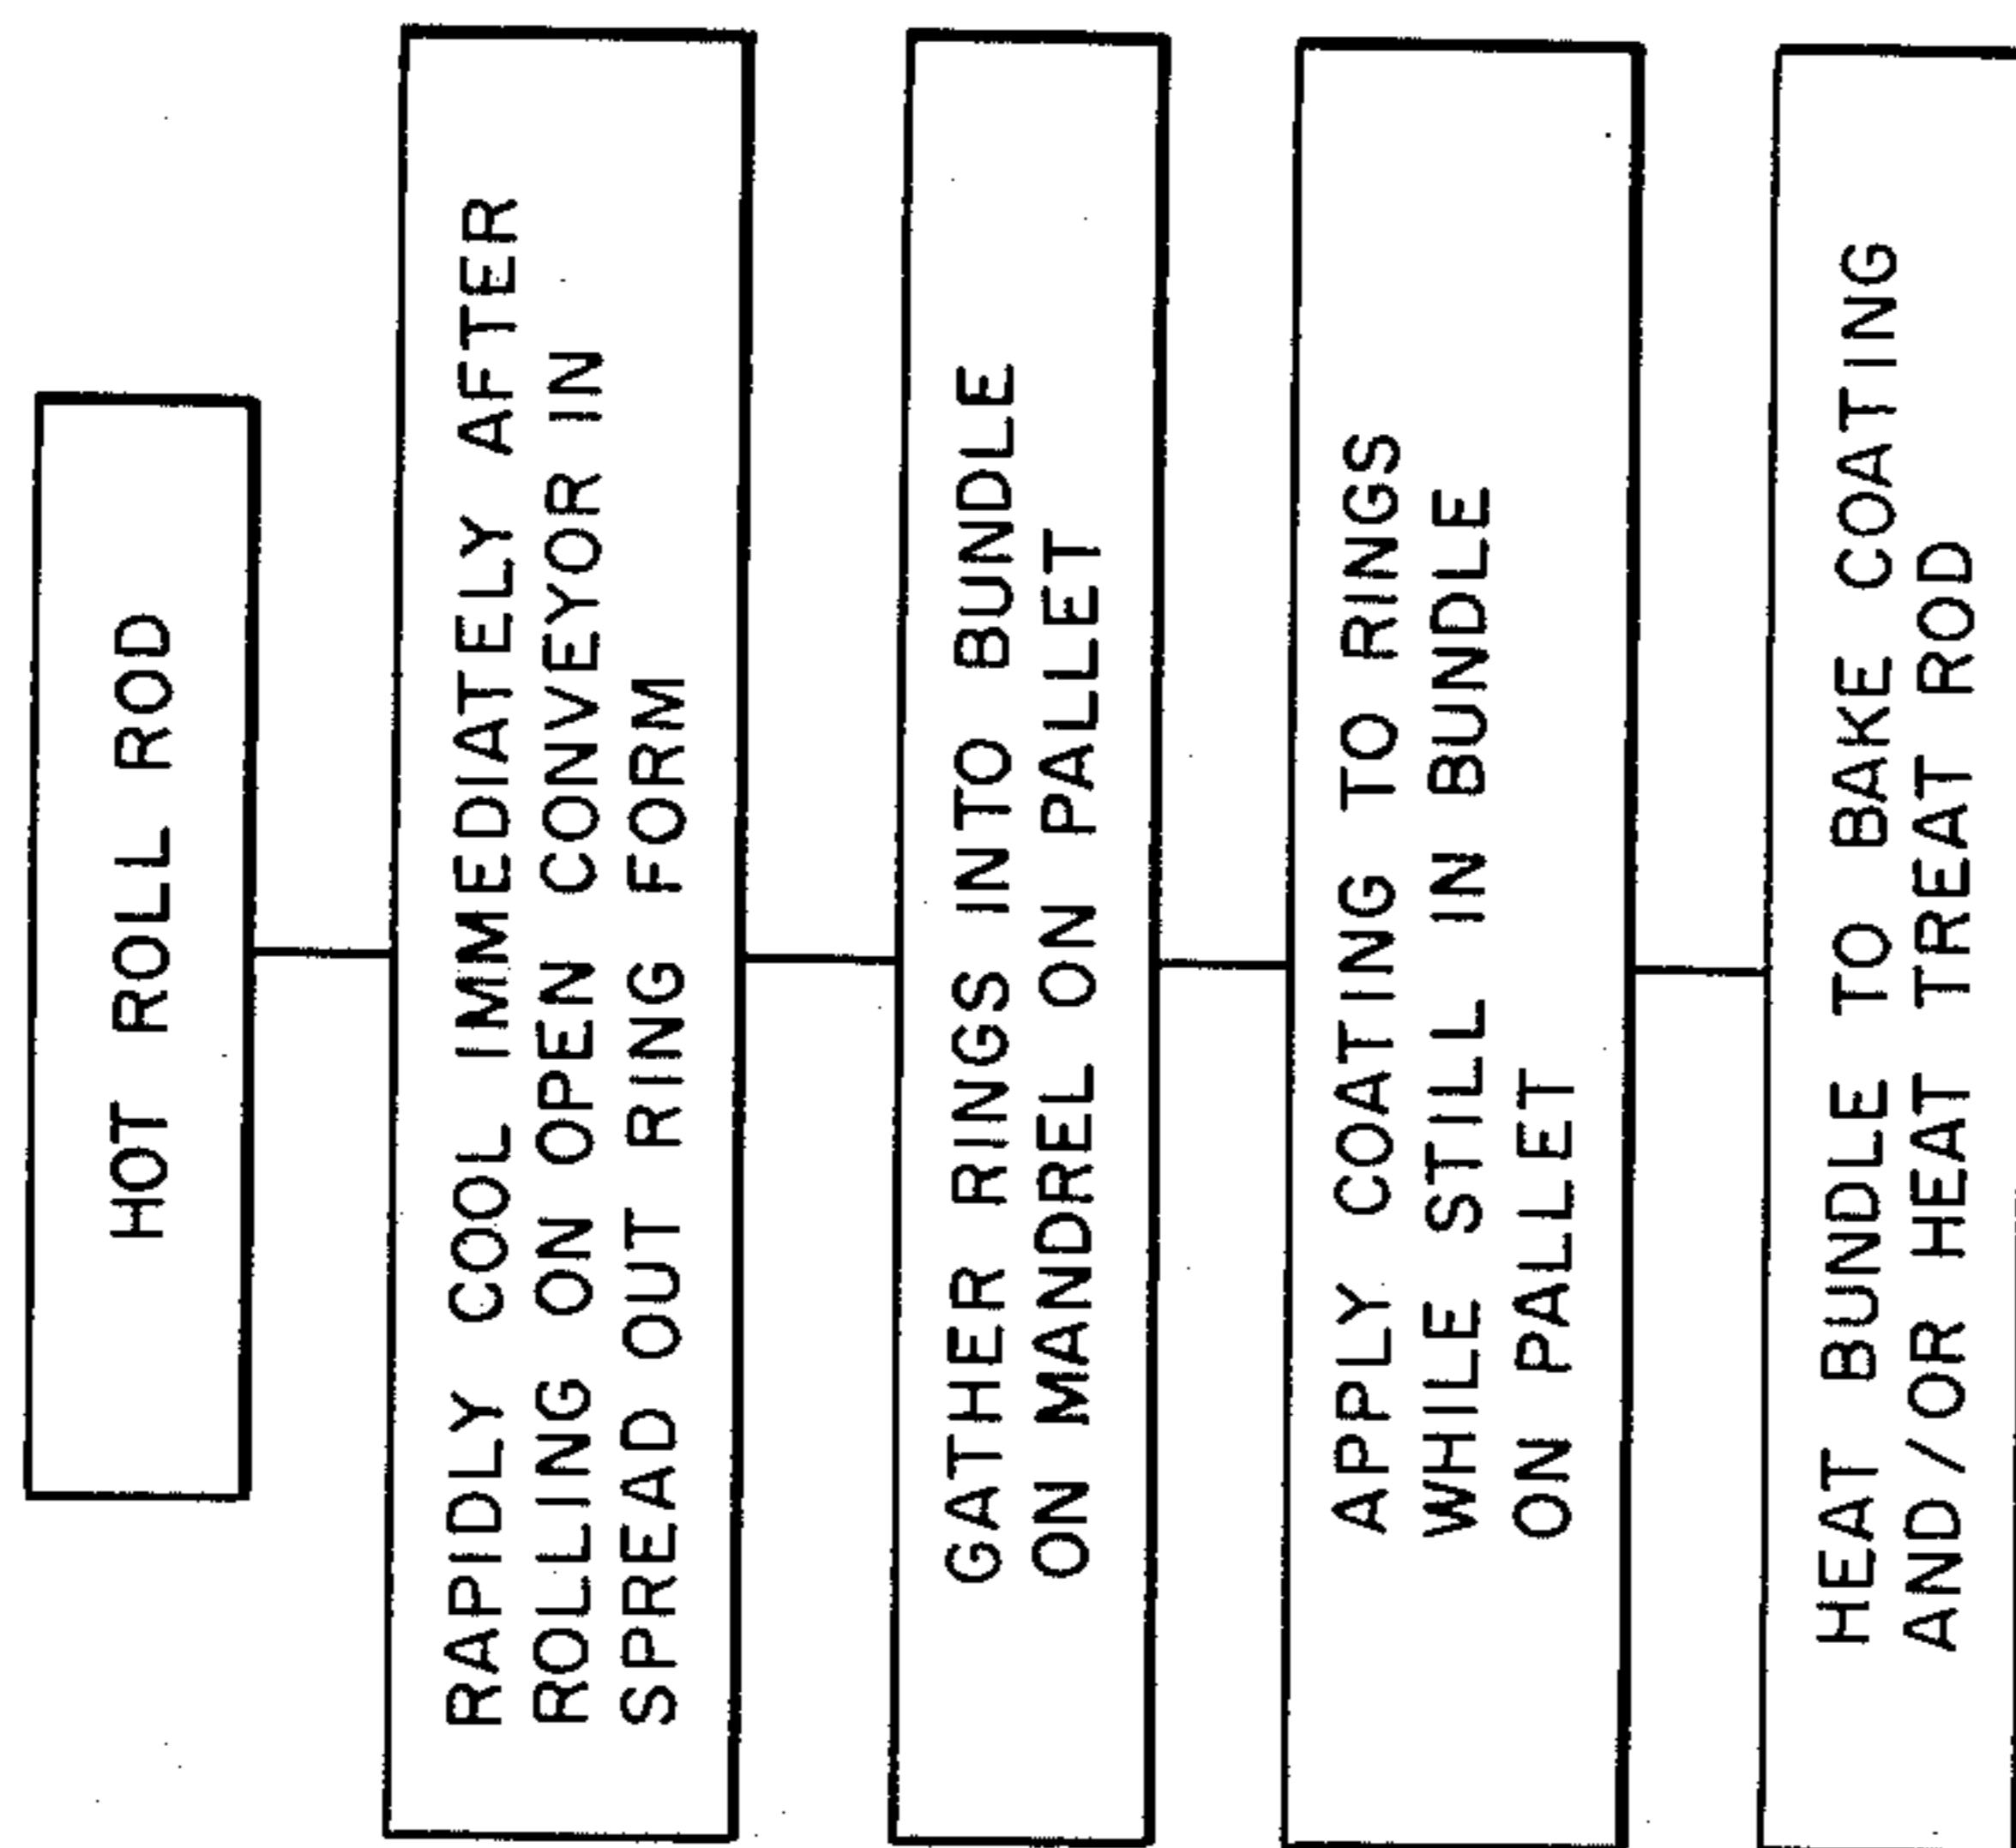 HOT ROLL ROD
RAPIDLY COOL IMMEDIATELY AFTER
ROLLING ON OPEN CONVEYOR IN
SPREAD OUT RING FORM
GATHER RINGS INTO BUNDLE
ON MANDREL ON PALLET
APPLY COATING TO RINGS
WHILE STILL IN BUNDLE
ON PALLET
HEAT BUNDLE TO BAKE COATING
AND/OR HEAT TREAT ROD